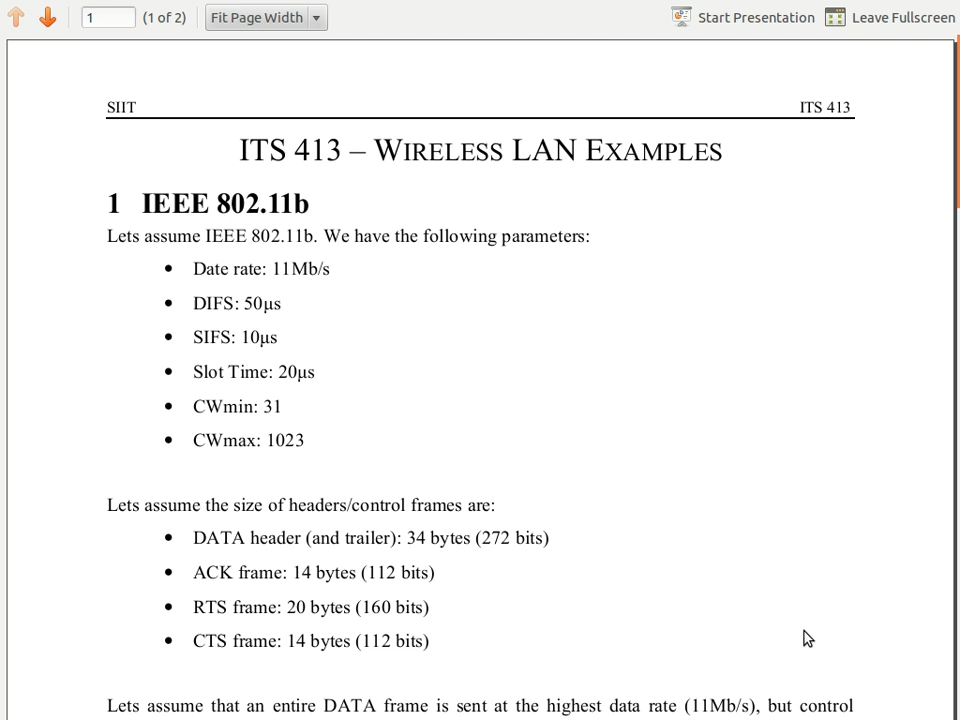 1 (1 of 2) Fit Page Width Start Presentation Leave Fullscreen
SIIT ITS 413
ITS 413 – WIRELESS LAN EXAMPLES
1 IEEE 802.11b
Lets assume IEEE 802.11b. We have the following parameters:
• Date rate: 11Mb/s
• DIFS: 50μs
• SIFS: 10μs
• Slot Time: 20μs
• CWmin: 31
• CWmax: 1023
Lets assume the size of headers/control frames are:
• DATA header (and trailer): 34 bytes (272 bits)
• ACK frame: 14 bytes (112 bits)
• RTS frame: 20 bytes (160 bits)
• CTS frame: 14 bytes (112 bits)
Lets assume that an entire DATA frame is sent at the highest data rate (11Mb/s), but control